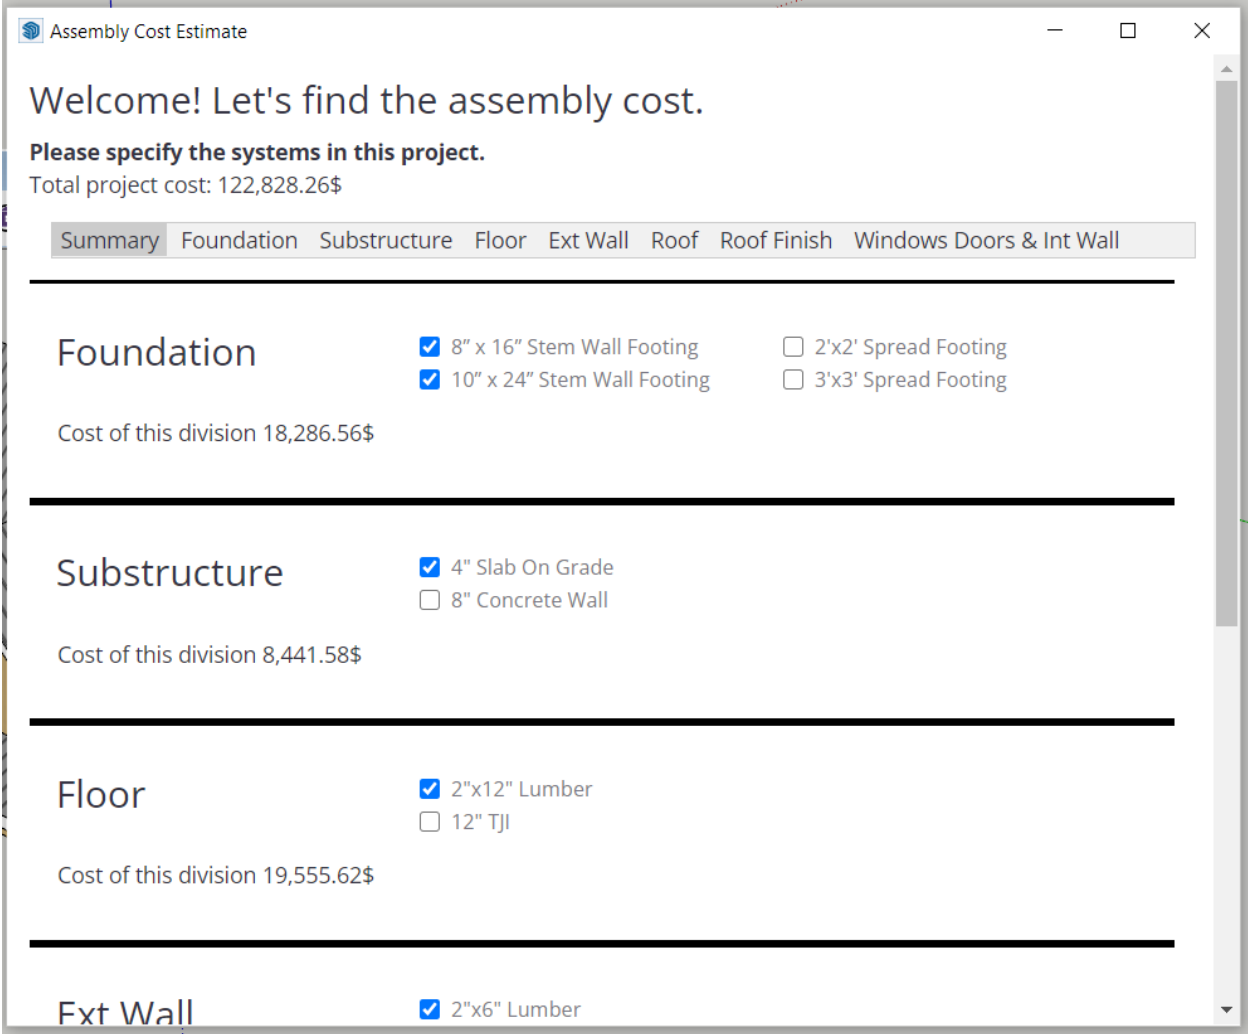 Assembly Cost Estimate
Welcome! Let's find the assembly cost.
Please specify the systems in this project.
Total project cost: 122,828.26$
Summary Foundation Substructure Floor Ext Wall Roof Roof Finish Windows Doors & Int Wall
Foundation
8” x 16” Stem Wall Footing
2'x2' Spread Footing
10” x 24” Stem Wall Footing
3'x3' Spread Footing
Cost of this division 18,286.56$
Substructure
4" Slab On Grade
8" Concrete Wall
Cost of this division 8,441.58$
Floor
2"x12" Lumber
12" TJI
Cost of this division 19,555.62$
Ext Wall
2"x6" Lumber